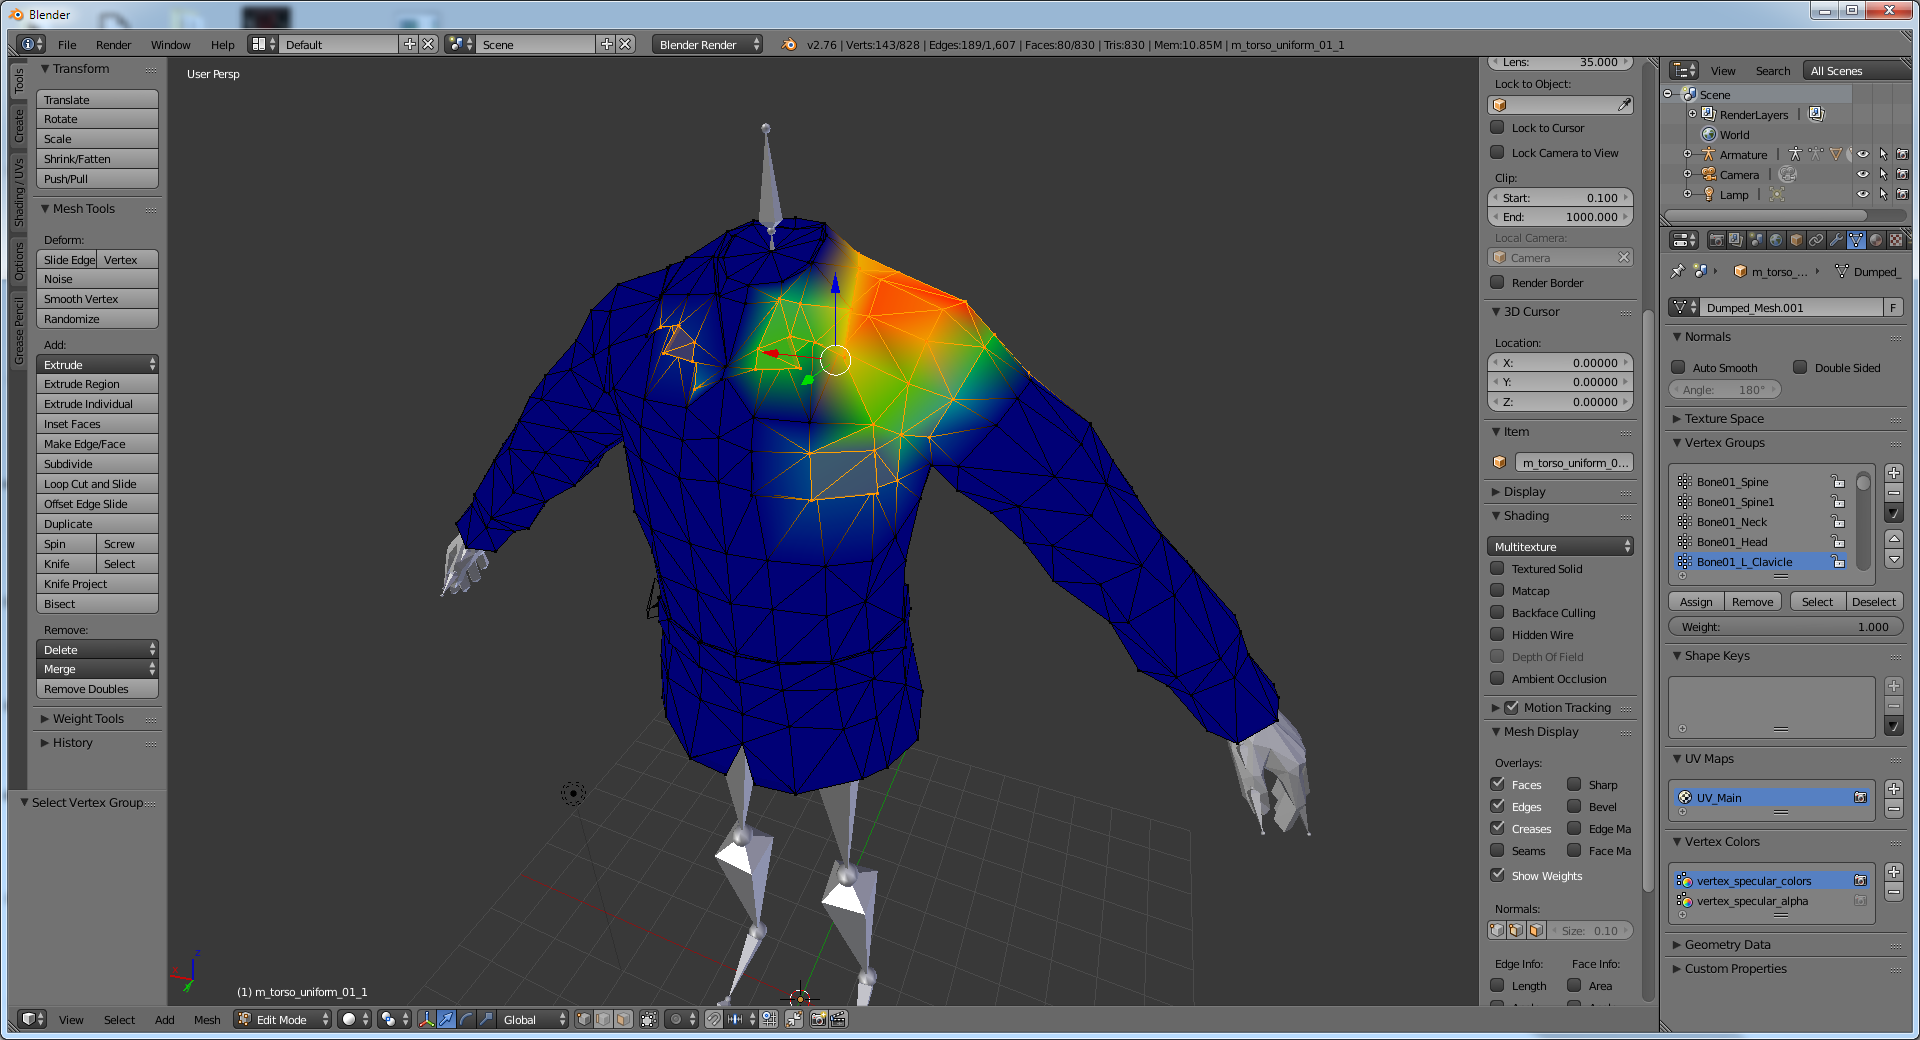 Blender
File Render Window Help Default Scene Blender Render v2.76 | Verts:143/828 | Edges:189/1,607 | Faces:80/830 | Tris:830 | Mem:10.85M | m_torso_uniform_01_1
Tools
Create
Shading / UVs
Options
Grease Pencil
Transform
Translate
Rotate
Scale
Shrink/Fatten
Push/Pull
Mesh Tools
Deform:
Slide Edge Vertex
Noise
Smooth Vertex
Randomize
Add:
Extrude
Extrude Region
Extrude Individual
Inset Faces
Make Edge/Face
Subdivide
Loop Cut and Slide
Offset Edge Slide
Duplicate
Spin Screw
Knife Select
Knife Project
Bisect
Remove:
Delete
Merge
Remove Doubles
Weight Tools
History
Select Vertex Group
User Persp
z
x
y
(1) m_torso_uniform_01_1
View Select Add Mesh Edit Mode Global
Lens: 35.000
Lock to Object:
Lock to Cursor
Lock Camera to View
Clip:
Start: 0.100
End: 1000.000
Local Camera:
Camera
Render Border
3D Cursor
Location:
X: 0.00000
Y: 0.00000
Z: 0.00000
Item
m_torso_uniform_0...
Display
Shading
Multitexture
Textured Solid
Matcap
Backface Culling
Hidden Wire
Depth Of Field
Ambient Occlusion
Motion Tracking
Mesh Display
Overlays:
Faces Sharp
Edges Bevel
Creases Edge Ma
Seams Face Ma
Show Weights
Normals:
Size: 0.10
Edge Info: Face Info:
Length Area
View Search All Scenes
Scene
RenderLayers |
World
Armature |
Camera |
Lamp |
m_torso_... Dumped_
Dumped_Mesh.001 F
Normals
Auto Smooth Double Sided
Angle: 180°
Texture Space
Vertex Groups
Bone01_Spine
Bone01_Spine1
Bone01_Neck
Bone01_Head
Bone01_L_Clavicle
Assign Remove Select Deselect
Weight: 1.000
Shape Keys
UV Maps
UV_Main
Vertex Colors
vertex_specular_colors
vertex_specular_alpha
Geometry Data
Custom Properties